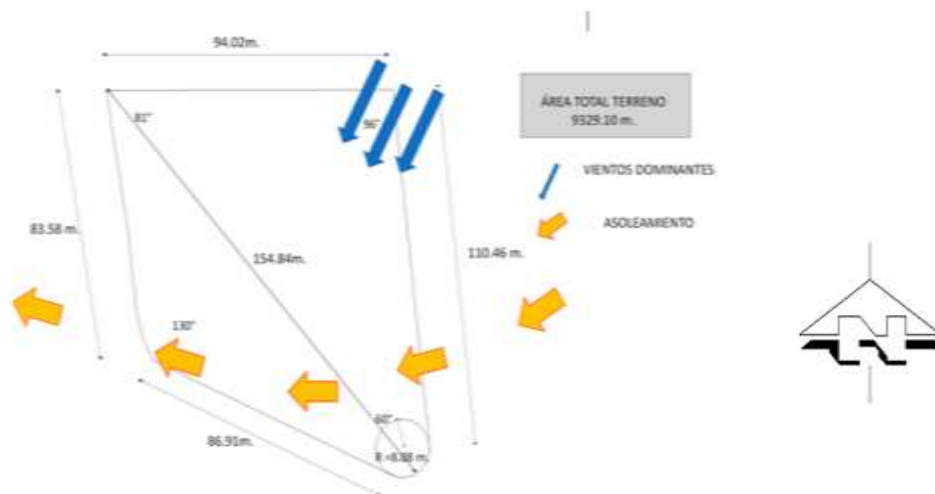 94.02m.
ÁREA TOTAL TERRENO
9329.10 m.
81°
96°
VIENTOS DOMINANTES
ASOLEAMIENTO
83.58 m.
154.84m.
110.46 m.
130°
60°
86.91m.
N